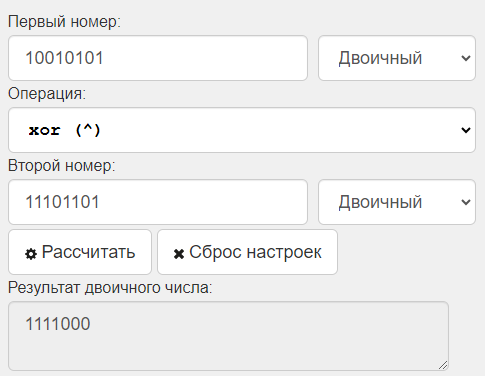 Первый номер:
10010101 Двоичный
Операция:
xor (^)
Второй номер:
11101101 Двоичный
Рассчитать Сброс настроек
Результат двоичного числа:
1111000